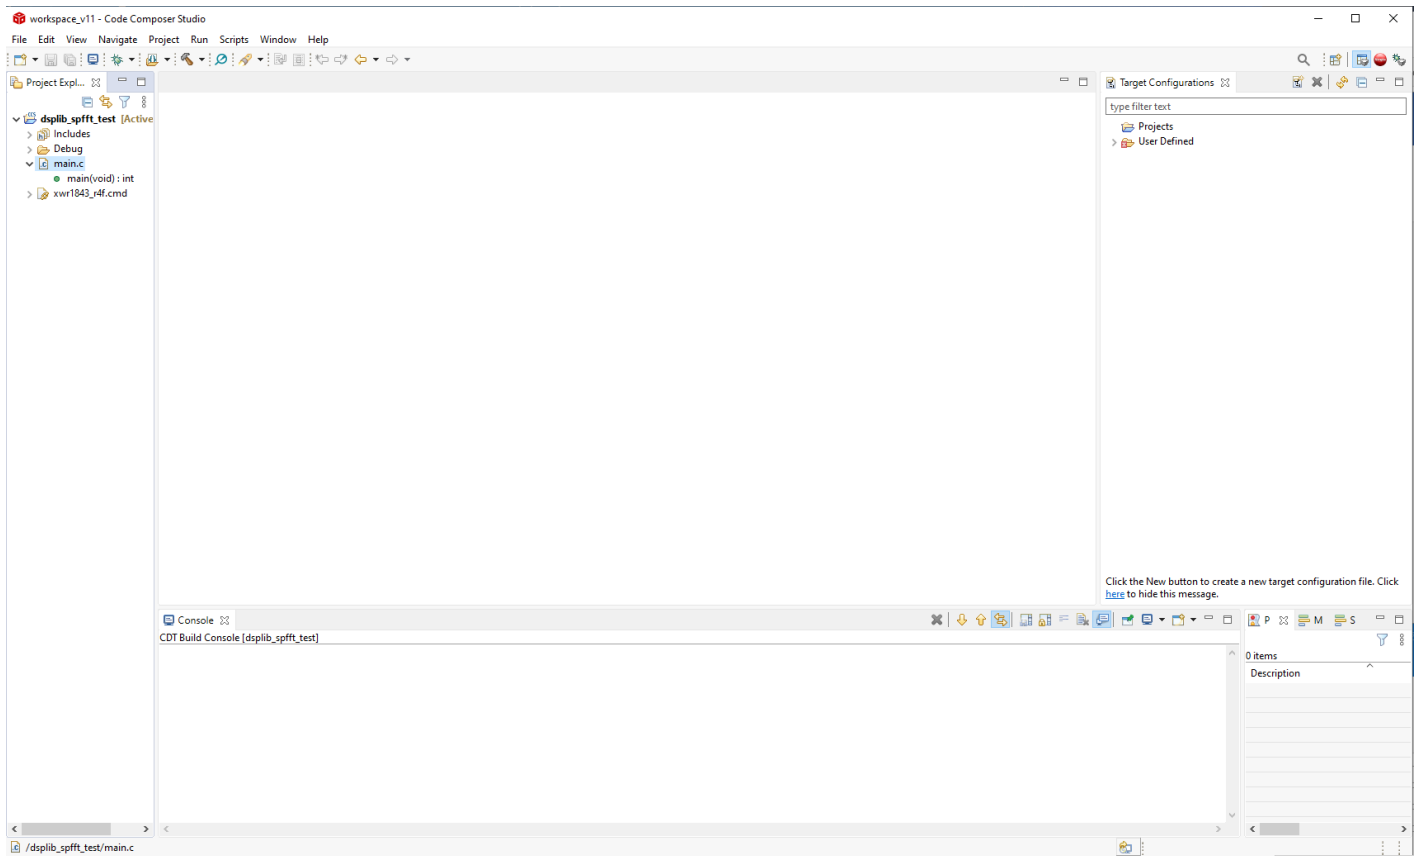 workspace_v11 - Code Composer Studio
File Edit View Navigate Project Run Scripts Window Help
Project Expl...
dsplib_spfft_test [Active
Includes
Debug
main.c
main(void) : int
xwr1843_r4f.cmd
Target Configurations
type filter text
Projects
User Defined
Click the New button to create a new target configuration file. Click
here to hide this message.
Console
CDT Build Console [dsplib_spfft_test]
P M S
0 items
Description
/dsplib_spfft_test/main.c